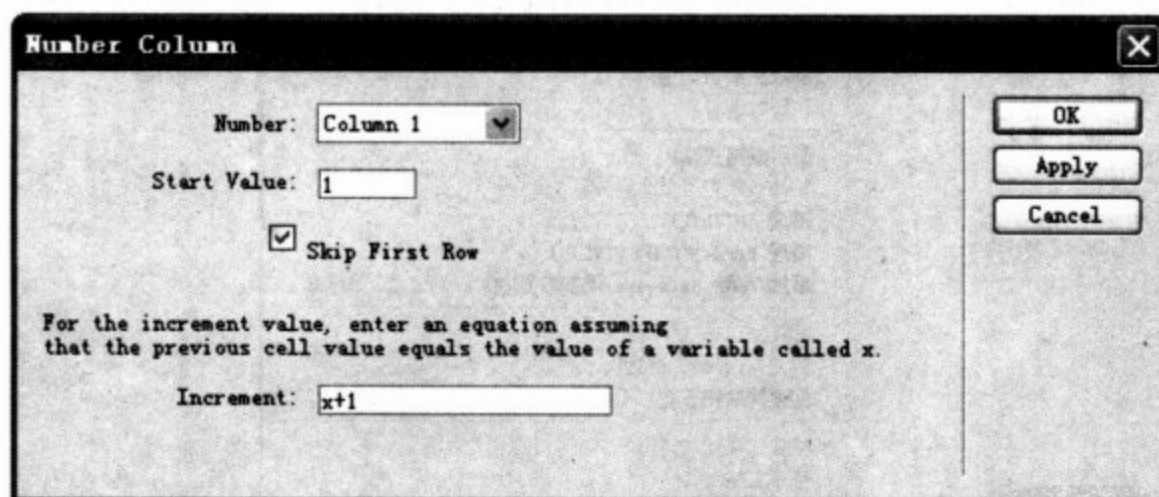 Number Column
Number: Column 1
OK
Start Value: 1
Apply
Skip First Row
Cancel
For the increment value, enter an equation assuming
that the previous cell value equals the value of a variable called x.
Increment: x+1